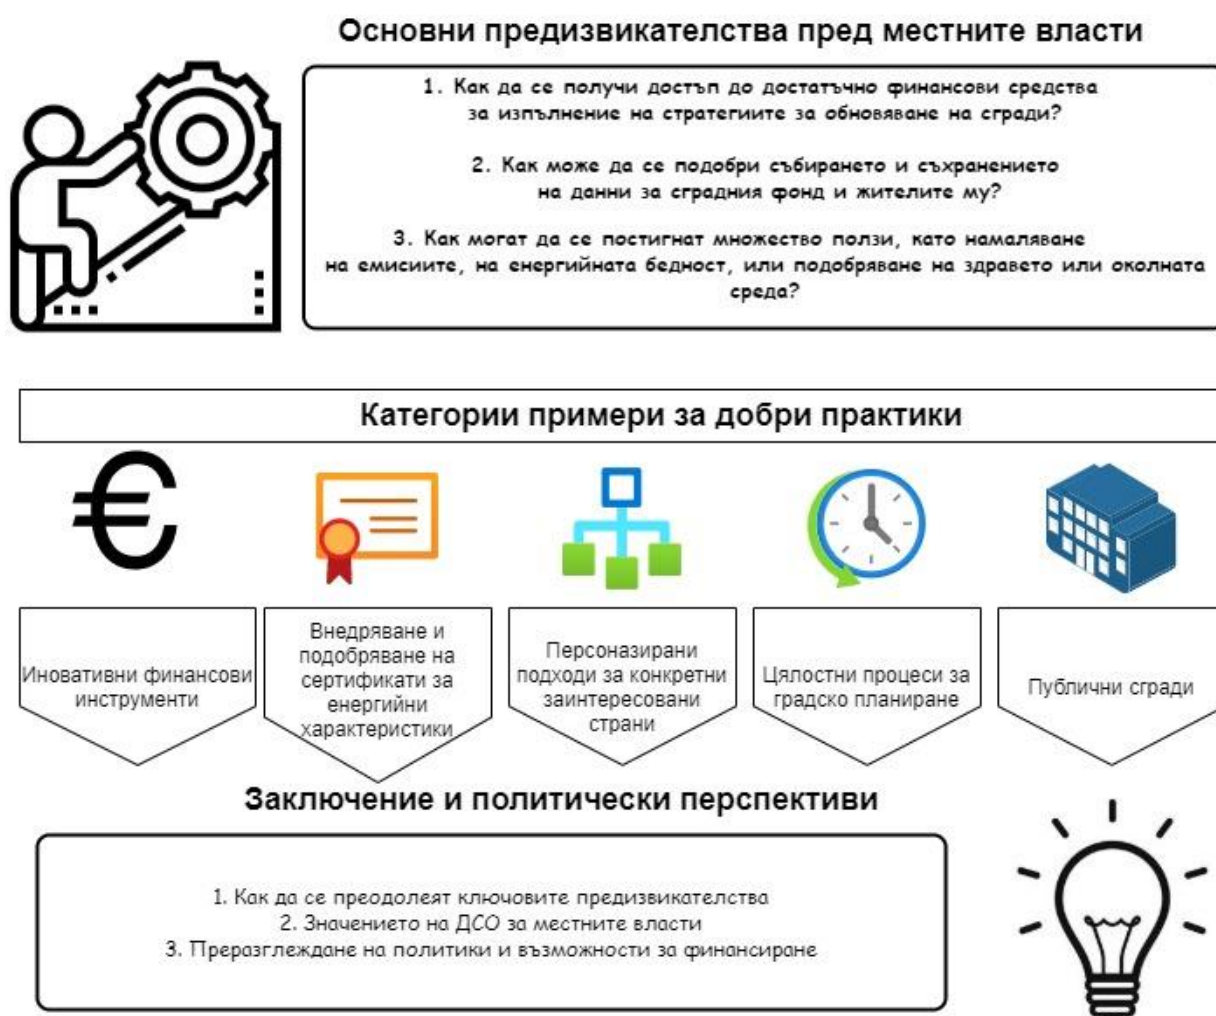 Основни предизвикателства пред местните власти
1. Как да се получи достъп до достатъчно финансови средства
за изпълнение на стратегиите за обновяване на сгради?
2. Как може да се подобри събирането и съхранението
на данни за сградния фонд и жителите му?
3. Как могат да се постигнат множество ползи, като намаляване
на емисиите, на енергийната бедност, или подобряване на здравето или околната
среда?
Категории примери за добри практики
Иновативни финансови
инструменти
Внедряване и
подобряване на
сертификати за
енергийни
характеристики
Персоназирани
подходи за конкретни
заинтересовани
страни
Цялостни процеси за
градско планиране
Публични сгради
Заключение и политически перспективи
1. Как да се преодолеят ключовите предизвикателства
2. Значението на ДСО за местните власти
3. Преразглеждане на политики и възможности за финансиране